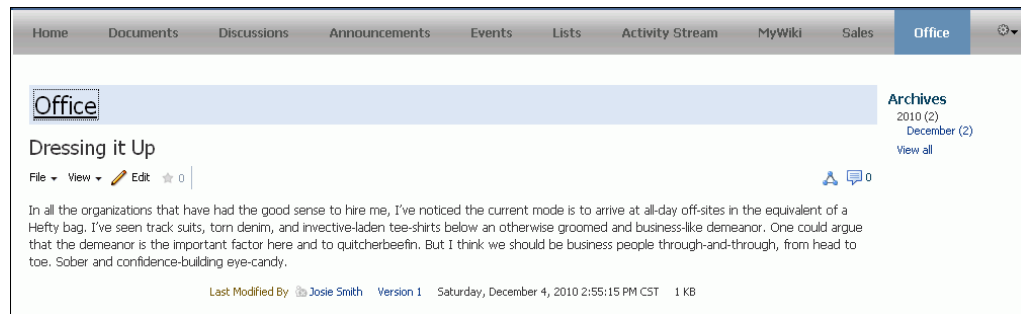 Home Documents Discussions Announcements Events Lists Activity Stream MyWiki Sales Office
Office
Archives
2010 (2)
December (2)
View all
Dressing it Up
File View Edit 0 0
In all the organizations that have had the good sense to hire me, I've noticed the current mode is to arrive at all-day off-sites in the equivalent of a
Hefty bag. I've seen track suits, torn denim, and invective-laden tee-shirts below an otherwise groomed and business-like demeanor. One could argue
that the demeanor is the important factor here and to quitcherbeefin. But I think we should be business people through-and-through, from head to
toe. Sober and confidence-building eye-candy.
Last Modified By Josie Smith Version 1 Saturday, December 4, 2010 2:55:15 PM CST 1 KB